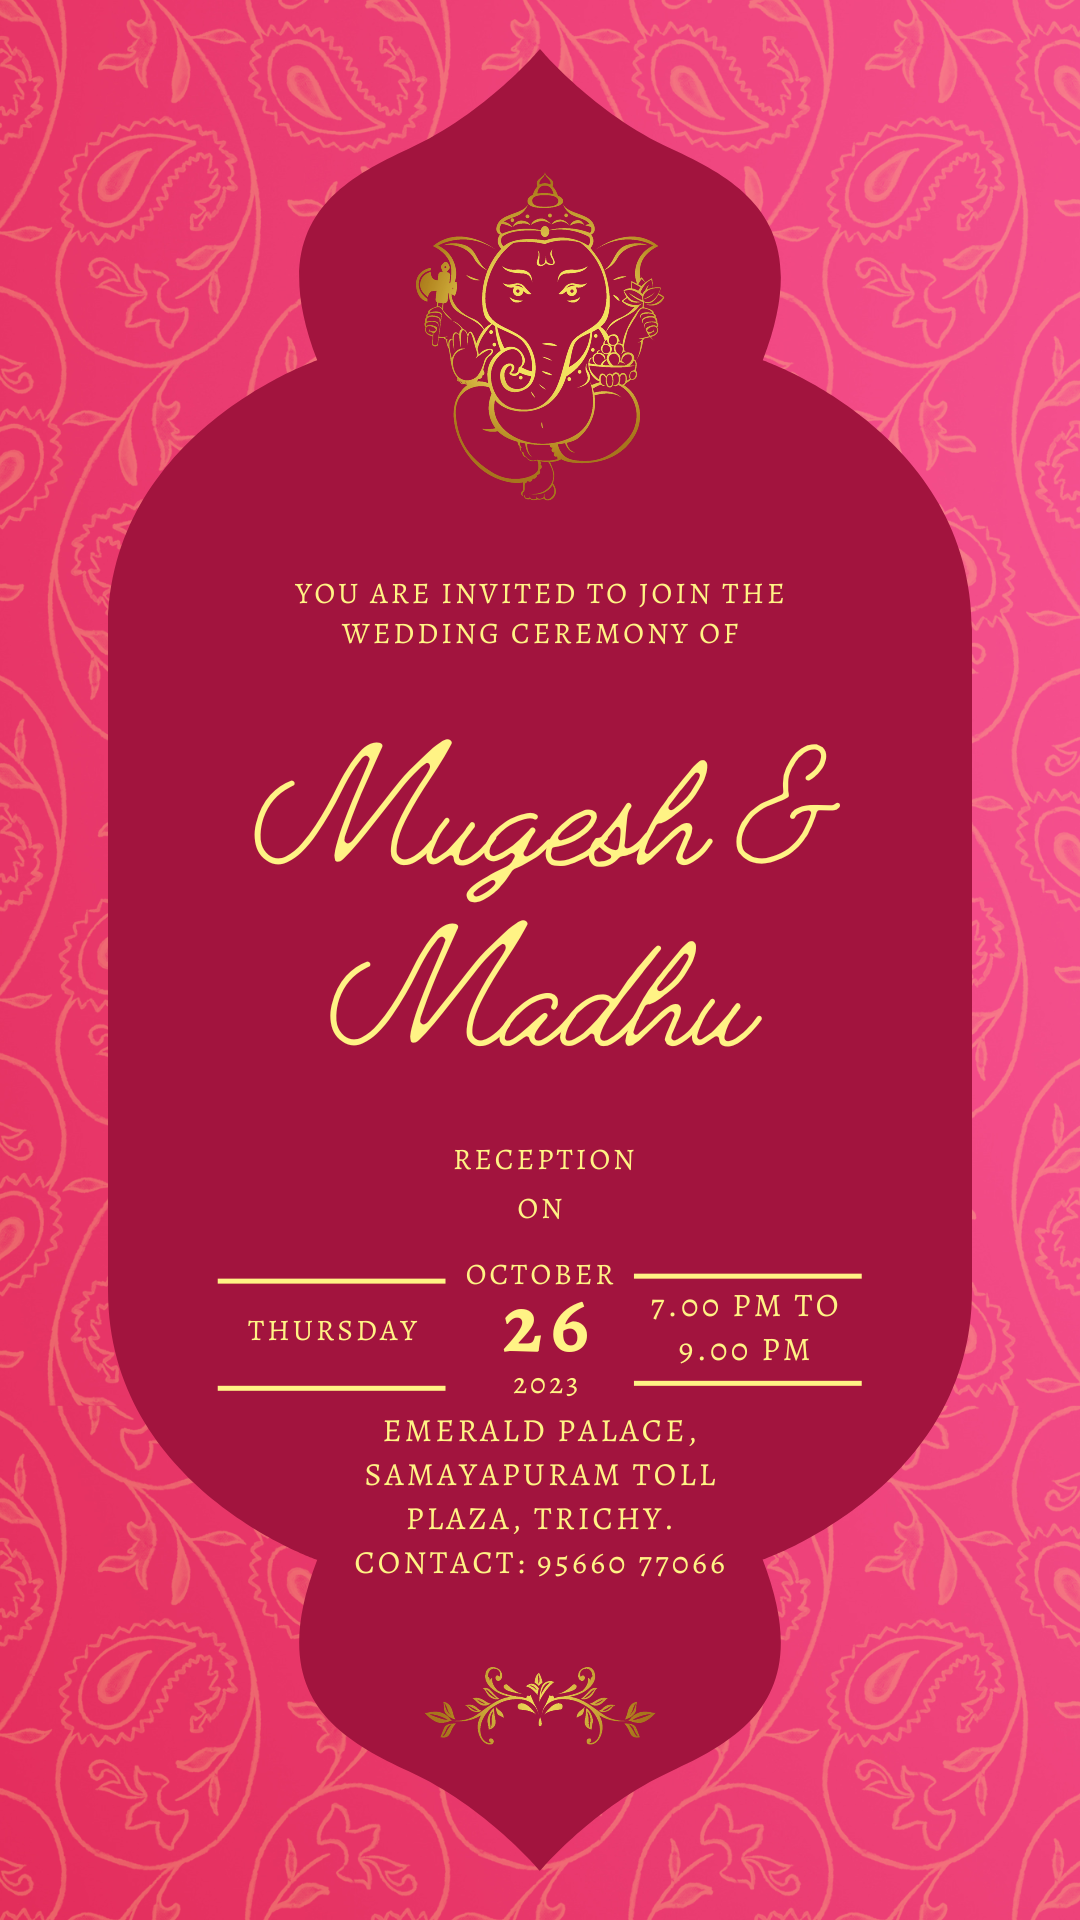 YOU ARE INVITED TO JOIN THE
WEDDING CEREMONY OF
Mugesh &
Madhu
RECEPTION
ON
THURSDAY
OCTOBER
26
2023
7.00 PM TO
9.00 PM
EMERALD PALACE,
SAMAYAPURAM TOLL
PLAZA, TRICHY.
CONTACT: 95660 77066